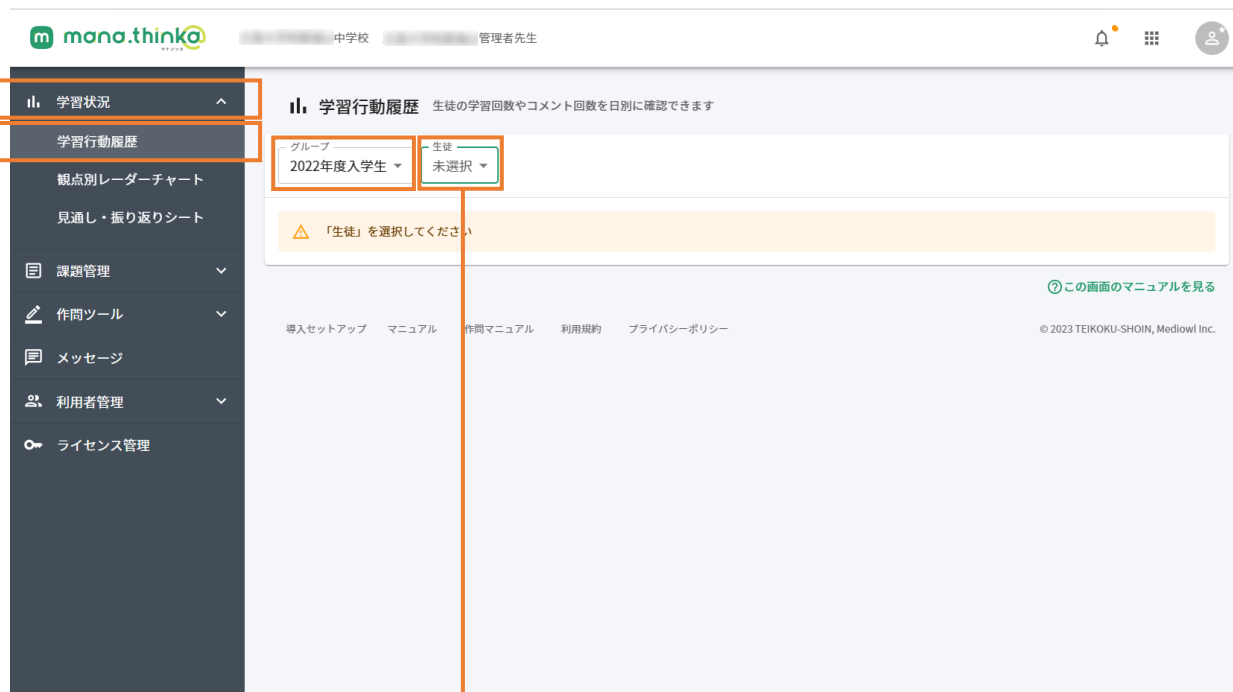 mana.think@
マナシンカ
中学校 管理者先生
学習状況
学習行動履歴
観点別レーダーチャート
見通し・振り返りシート
課題管理
作問ツール
メッセージ
利用者管理
ライセンス管理
学習行動履歴 生徒の学習回数やコメント回数を日別に確認できます
グループ
2022年度入学生
生徒
未選択
「生徒」を選択してください
この画面のマニュアルを見る
導入セットアップ マニュアル 作問マニュアル 利用規約 プライバシーポリシー
© 2023 TEIKOKU-SHOIN, Mediowl Inc.